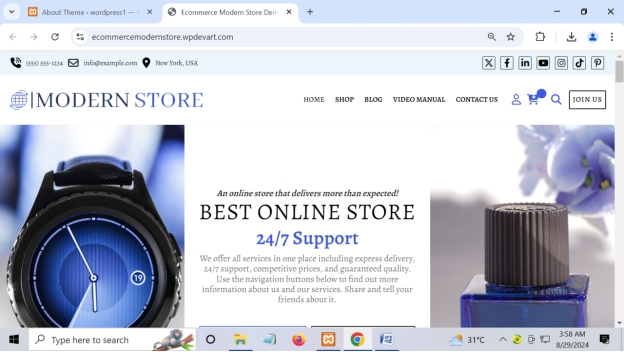 About Theme ‹ wordpress1 —
Ecommerce Modern Store Dem
ecommercemodernstore.wpdevart.com
(555) 555-1234 info@example.com New York, USA
MODERN STORE
HOME SHOP BLOG VIDEO MANUAL CONTACT US JOIN US
An online store that delivers more than expected!
BEST ONLINE STORE
24/7 Support
We offer all services in one place including express delivery,
24/7 support, competitive prices, and guaranteed quality.
Use the navigation buttons below to find out more
information about us and our services. Share and tell your
friends about it.
19
Type here to search
31°C
3:58 AM
8/29/2024